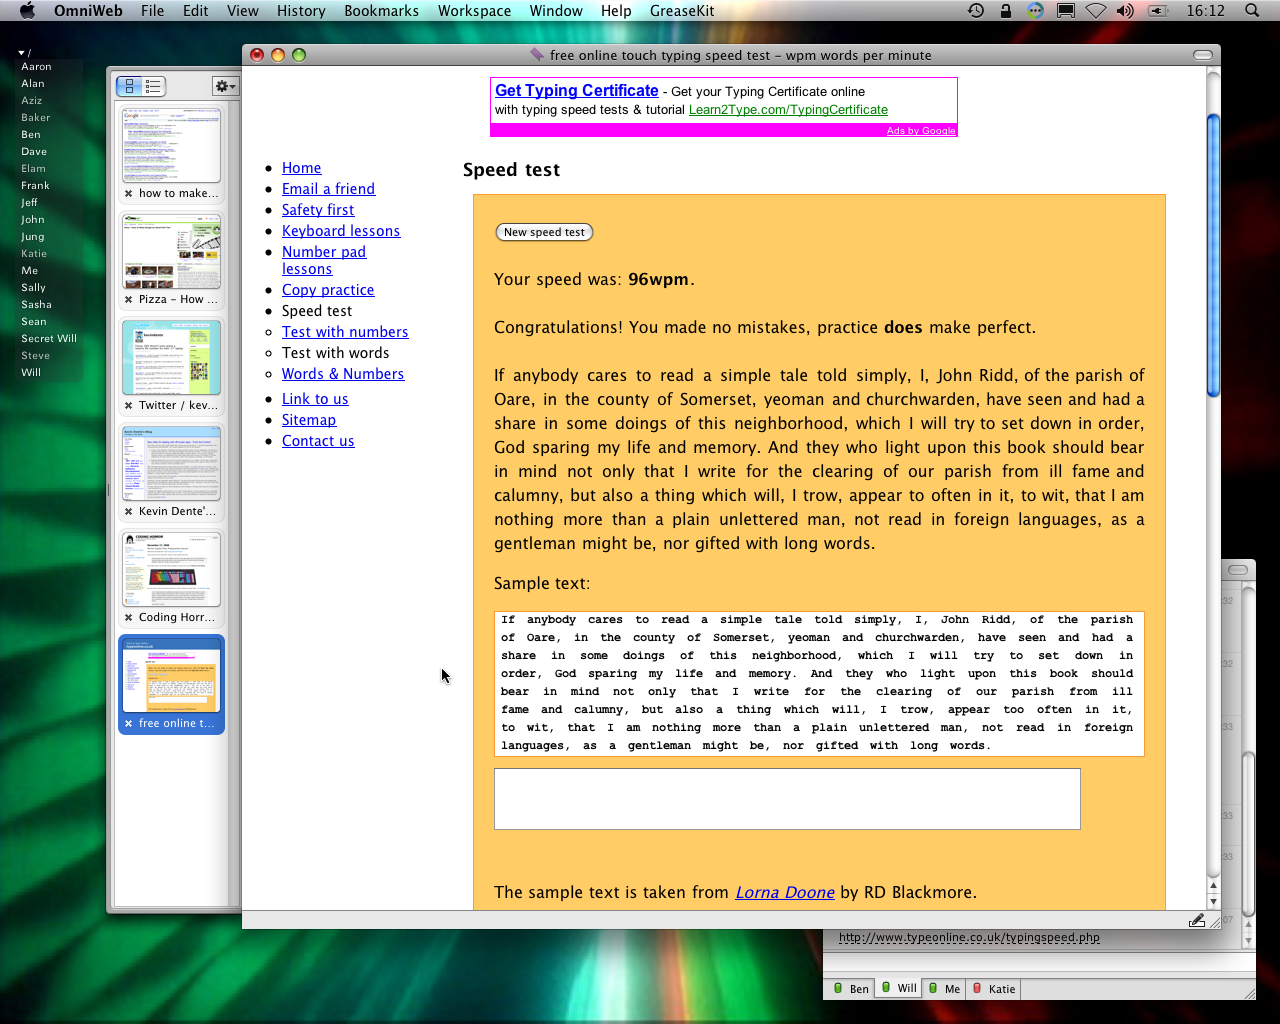 OmniWeb File Edit View History Bookmarks Workspace Window Help GreaseKit 16:12
/
Aaron
Alan
Aziz
Baker
Ben
Dave
Elam
Frank
Jeff
John
Jung
Katie
Me
Sally
Sasha
Sean
Secret Will
Steve
Will
how to make...
Pizza – How ...
Twitter / kev...
Kevin Dente'...
CODING HORROR
Coding Horr...
free online t...
free online touch typing speed test – wpm words per minute
Get Typing Certificate - Get your Typing Certificate online
with typing speed tests & tutorial Learn2Type.com/TypingCertificate
Ads by Google
Home
Email a friend
Safety first
Keyboard lessons
Number pad
lessons
Copy practice
Speed test
Test with numbers
Test with words
Words & Numbers
Link to us
Sitemap
Contact us
Speed test
New speed test
Your speed was: 96wpm.
Congratulations! You made no mistakes, practice does make perfect.
If anybody cares to read a simple tale told simply, I, John Ridd, of the parish of
Oare, in the county of Somerset, yeoman and churchwarden, have seen and had a
share in some doings of this neighborhood, which I will try to set down in order,
God sparing my life and memory. And they who light upon this book should bear
in mind not only that I write for the clearing of our parish from ill fame and
calumny, but also a thing which will, I trow, appear to often in it, to wit, that I am
nothing more than a plain unlettered man, not read in foreign languages, as a
gentleman might be, nor gifted with long words.
Sample text:
If anybody cares to read a simple tale told simply, I, John Ridd, of the parish
of Oare, in the county of Somerset, yeoman and churchwarden, have seen and had a
share in some doings of this neighborhood, which I will try to set down in
order, God sparing my life and memory. And they who light upon this book should
bear in mind not only that I write for the clearing of our parish from ill
fame and calumny, but also a thing which will, I trow, appear too often in it,
to wit, that I am nothing more than a plain unlettered man, not read in foreign
languages, as a gentleman might be, nor gifted with long words.
The sample text is taken from Lorna Doone by RD Blackmore.
:32
:32
:33
:33
:07
http://www.typeonline.co.uk/typingspeed.php
Ben Will Me Katie